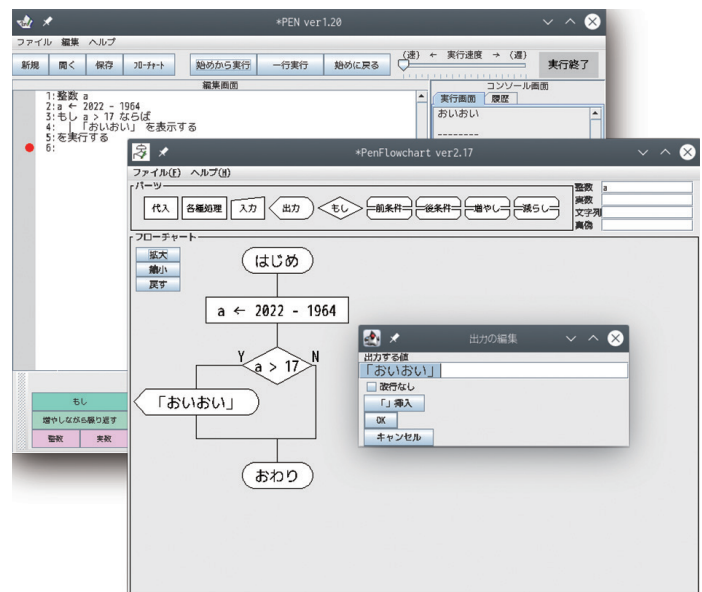 *PEN ver1.20
ファイル 編集 ヘルプ
新規 開く 保存 フローチャート 始めから実行 一行実行 始めに戻る (速) ← 実行速度 → (遅) 実行終了
編集画面
コンソール画面
実行画面 履歴
1:整数 a
2:a ← 2022 - 1964
3:もし a > 17 ならば
4: | 「おいおい」 を表示する
5:を実行する
6:
おいおい
--------
もし
増やしながら繰り返す
整数 実数
*PenFlowchart ver2.17
ファイル(F) ヘルプ(H)
パーツ
代入 各種処理 入力 出力 もし 前条件 後条件 増やし 減らし
整数 a
実数
文字列
真偽
フローチャート
拡大
縮小
戻す
はじめ
a ← 2022 - 1964
Y a > 17 N
「おいおい」
おわり
出力の編集
出力する値
「おいおい」
改行なし
「」挿入
OK
キャンセル